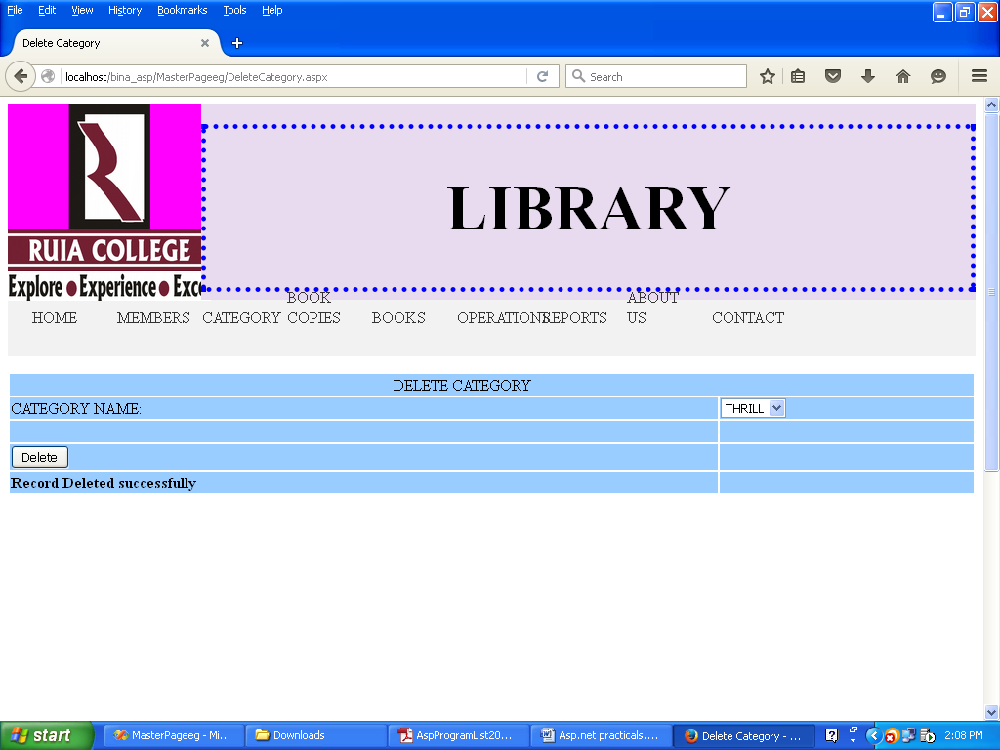 File Edit View History Bookmarks Tools Help
Delete Category
localhost/bina_asp/MasterPageeg/DeleteCategory.aspx
Search
LIBRARY
RUIA COLLEGE
Explore ● Experience ● Exc
HOME MEMBERS CATEGORY BOOK COPIES BOOKS OPERATIONS REPORTS ABOUT US CONTACT
DELETE CATEGORY
CATEGORY NAME: THRILL
Delete
Record Deleted successfully
start MasterPageeg - Mi... Downloads AspProgramList20... Asp.net practicals.... Delete Category - ... 2:08 PM